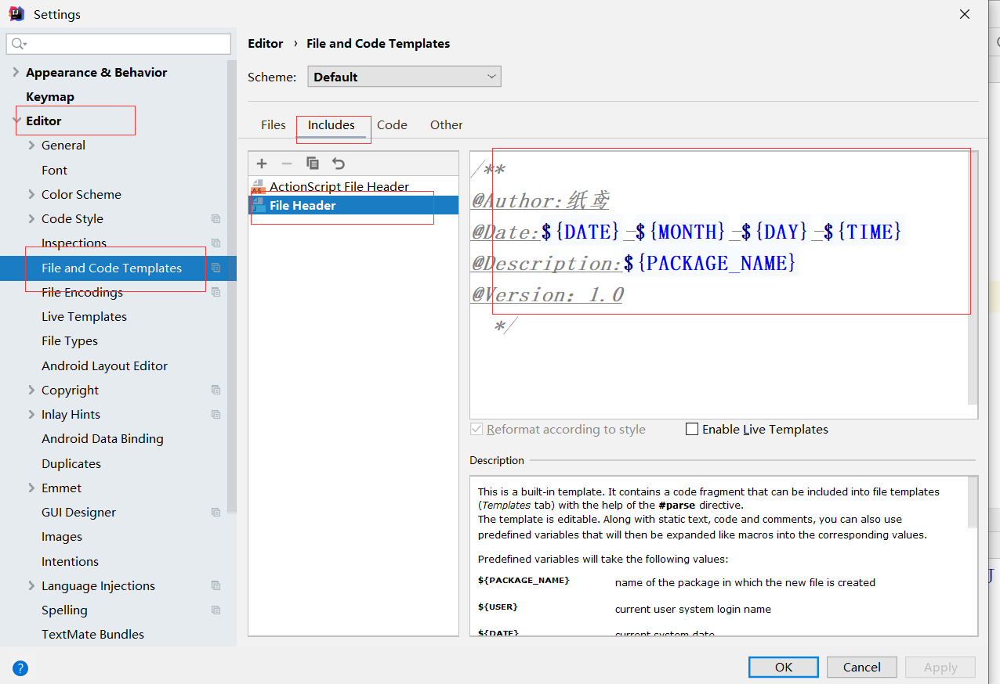 Settings
Appearance & Behavior
Keymap
Editor
General
Font
Color Scheme
Code Style
Inspections
File and Code Templates
File Encodings
Live Templates
File Types
Android Layout Editor
Copyright
Inlay Hints
Android Data Binding
Duplicates
Emmet
GUI Designer
Images
Intentions
Language Injections
Spelling
TextMate Bundles
Editor › File and Code Templates
Scheme: Default
Files Includes Code Other
ActionScript File Header
File Header
/**
@Author:纸鸢
@Date:${DATE}_${MONTH}_${DAY}_${TIME}
@Description:${PACKAGE_NAME}
@Version: 1.0
*/
Reformat according to style Enable Live Templates
Description
This is a built-in template. It contains a code fragment that can be included into file templates
(Templates tab) with the help of the #parse directive.
The template is editable. Along with static text, code and comments, you can also use
predefined variables that will then be expanded like macros into the corresponding values.
Predefined variables will take the following values:
${PACKAGE_NAME} name of the package in which the new file is created
${USER} current user system login name
${DATE} current system date
? OK Cancel Apply